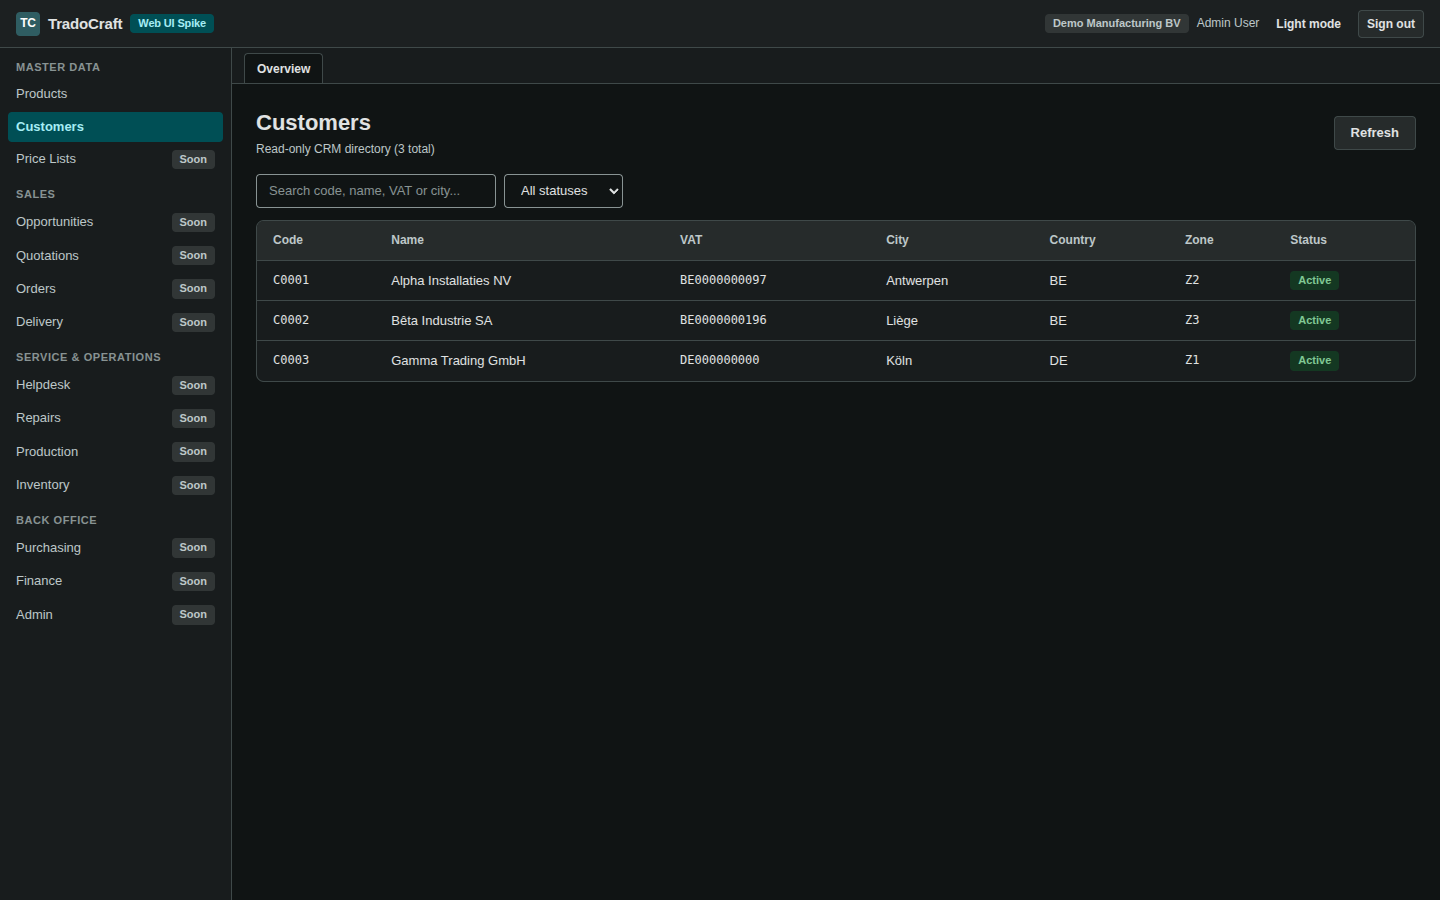 TC TradoCraft Web UI Spike Demo Manufacturing BV Admin User Light mode Sign out
MASTER DATA
Products
Customers
Price Lists Soon
SALES
Opportunities Soon
Quotations Soon
Orders Soon
Delivery Soon
SERVICE & OPERATIONS
Helpdesk Soon
Repairs Soon
Production Soon
Inventory Soon
BACK OFFICE
Purchasing Soon
Finance Soon
Admin Soon
Overview
Customers
Read-only CRM directory (3 total)
Refresh
Search code, name, VAT or city... All statuses
Code Name VAT City Country Zone Status
C0001 Alpha Installaties NV BE0000000097 Antwerpen BE Z2 Active
C0002 Bêta Industrie SA BE0000000196 Liège BE Z3 Active
C0003 Gamma Trading GmbH DE000000000 Köln DE Z1 Active